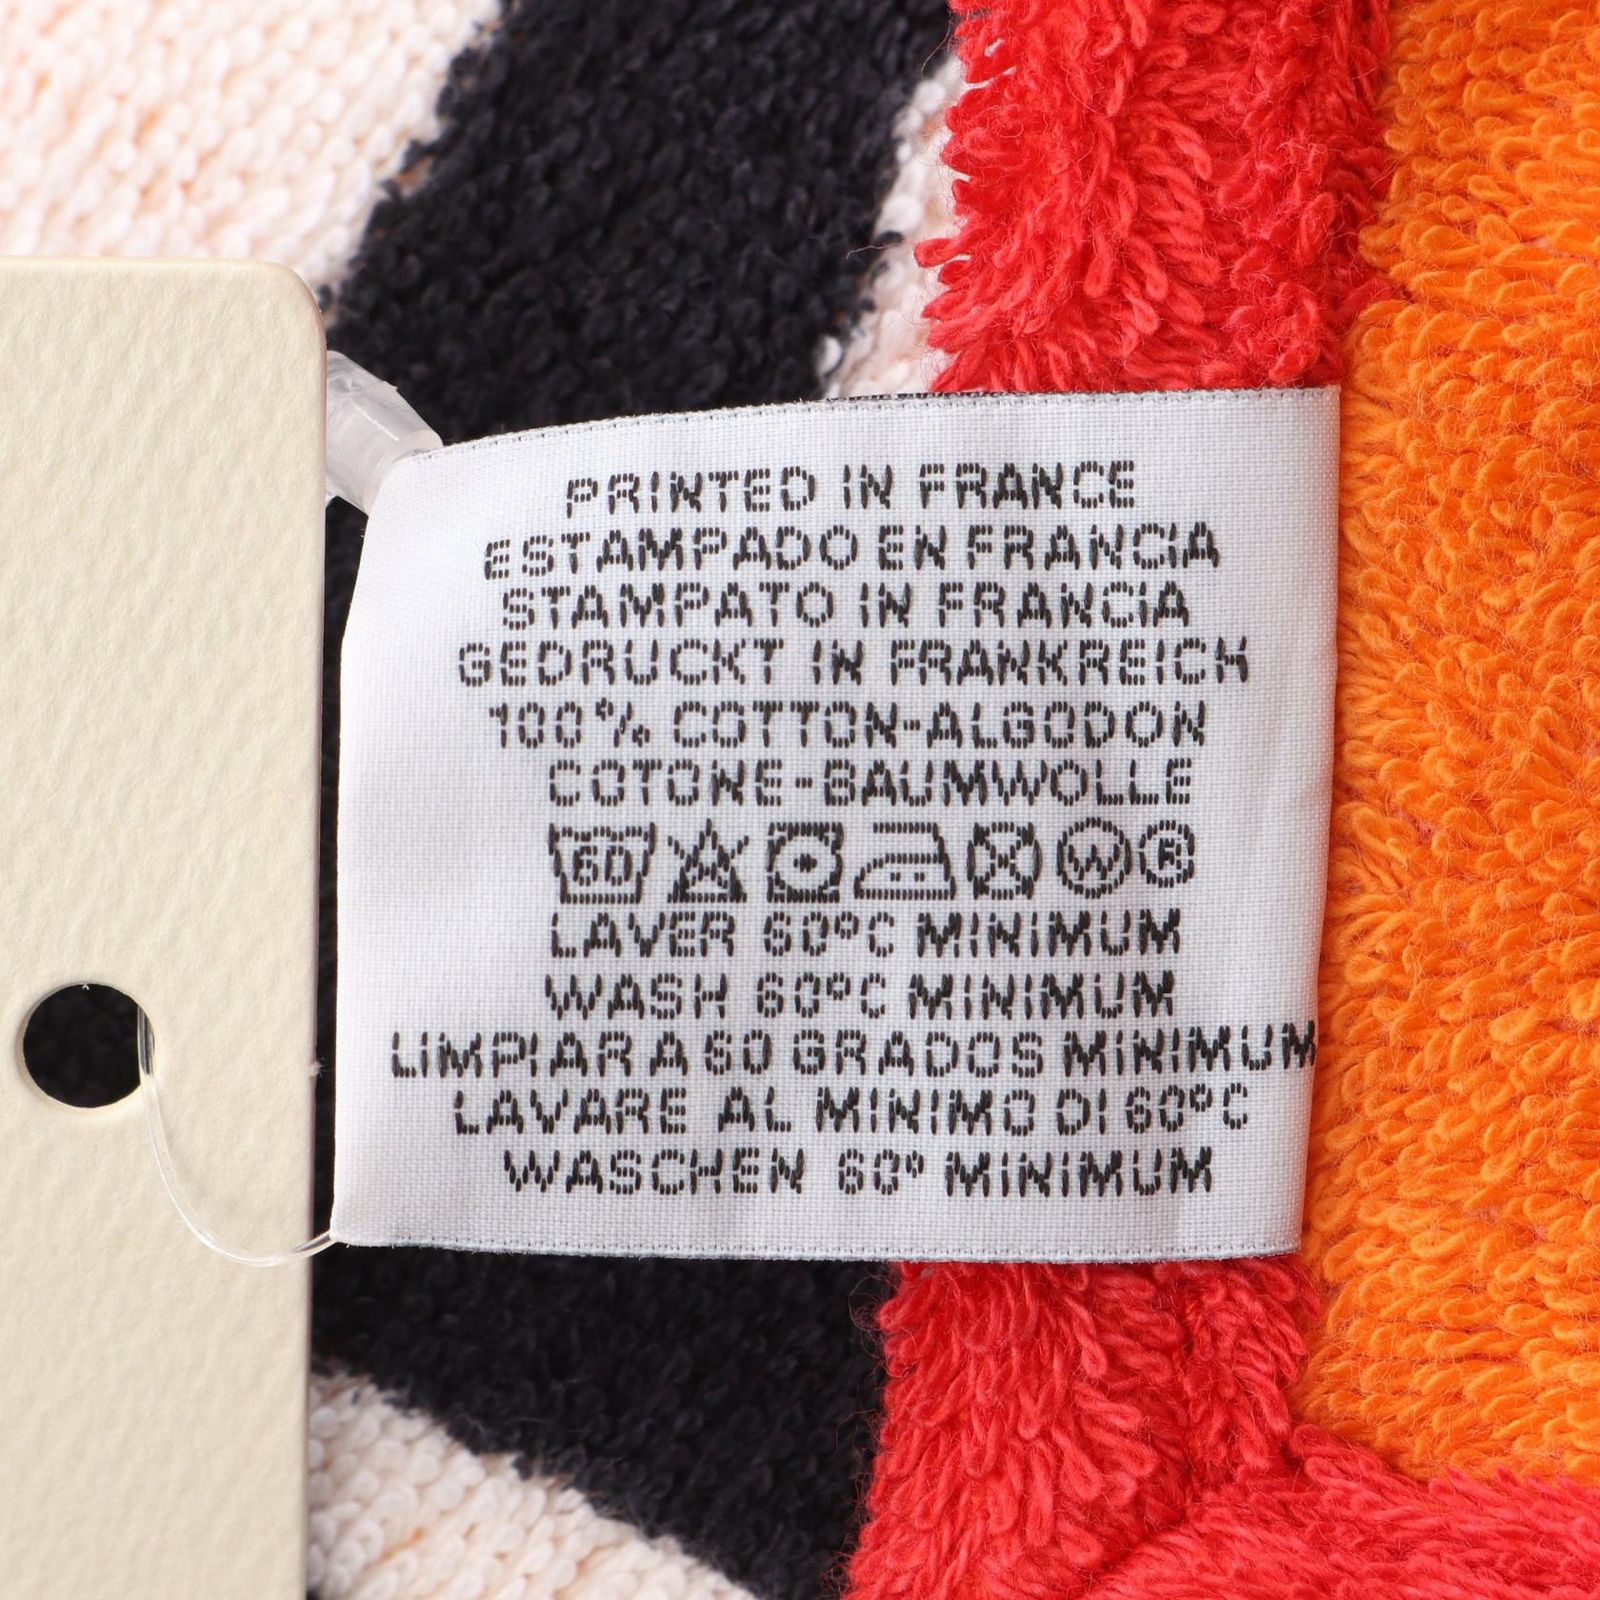 PRINTED IN FRANCE
ESTAMPADO EN FRANCIA
STAMPATO IN FRANCIA
GEDRUCKT IN FRANKREICH
100% COTTON-ALGODON
COTONE-BAUMWOLLE
60 W R
LAVER 60°C MINIMUM
WASH 60°C MINIMUM
LIMPIAR A 60 GRADOS MINIMUM
LAVARE AL MINIMO DI 60°C
WASCHEN 60° MINIMUM